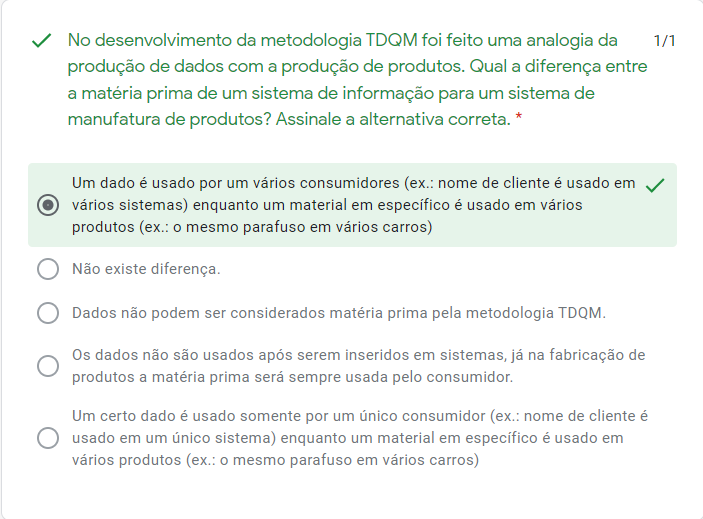 No desenvolvimento da metodologia TDQM foi feito uma analogia da 1/1
produção de dados com a produção de produtos. Qual a diferença entre
a matéria prima de um sistema de informação para um sistema de
manufatura de produtos? Assinale a alternativa correta. *
Um dado é usado por um vários consumidores (ex.: nome de cliente é usado em
vários sistemas) enquanto um material em específico é usado em vários
produtos (ex.: o mesmo parafuso em vários carros)
Não existe diferença.
Dados não podem ser considerados matéria prima pela metodologia TDQM.
Os dados não são usados após serem inseridos em sistemas, já na fabricação de
produtos a matéria prima será sempre usada pelo consumidor.
Um certo dado é usado somente por um único consumidor (ex.: nome de cliente é
usado em um único sistema) enquanto um material em específico é usado em
vários produtos (ex.: o mesmo parafuso em vários carros)